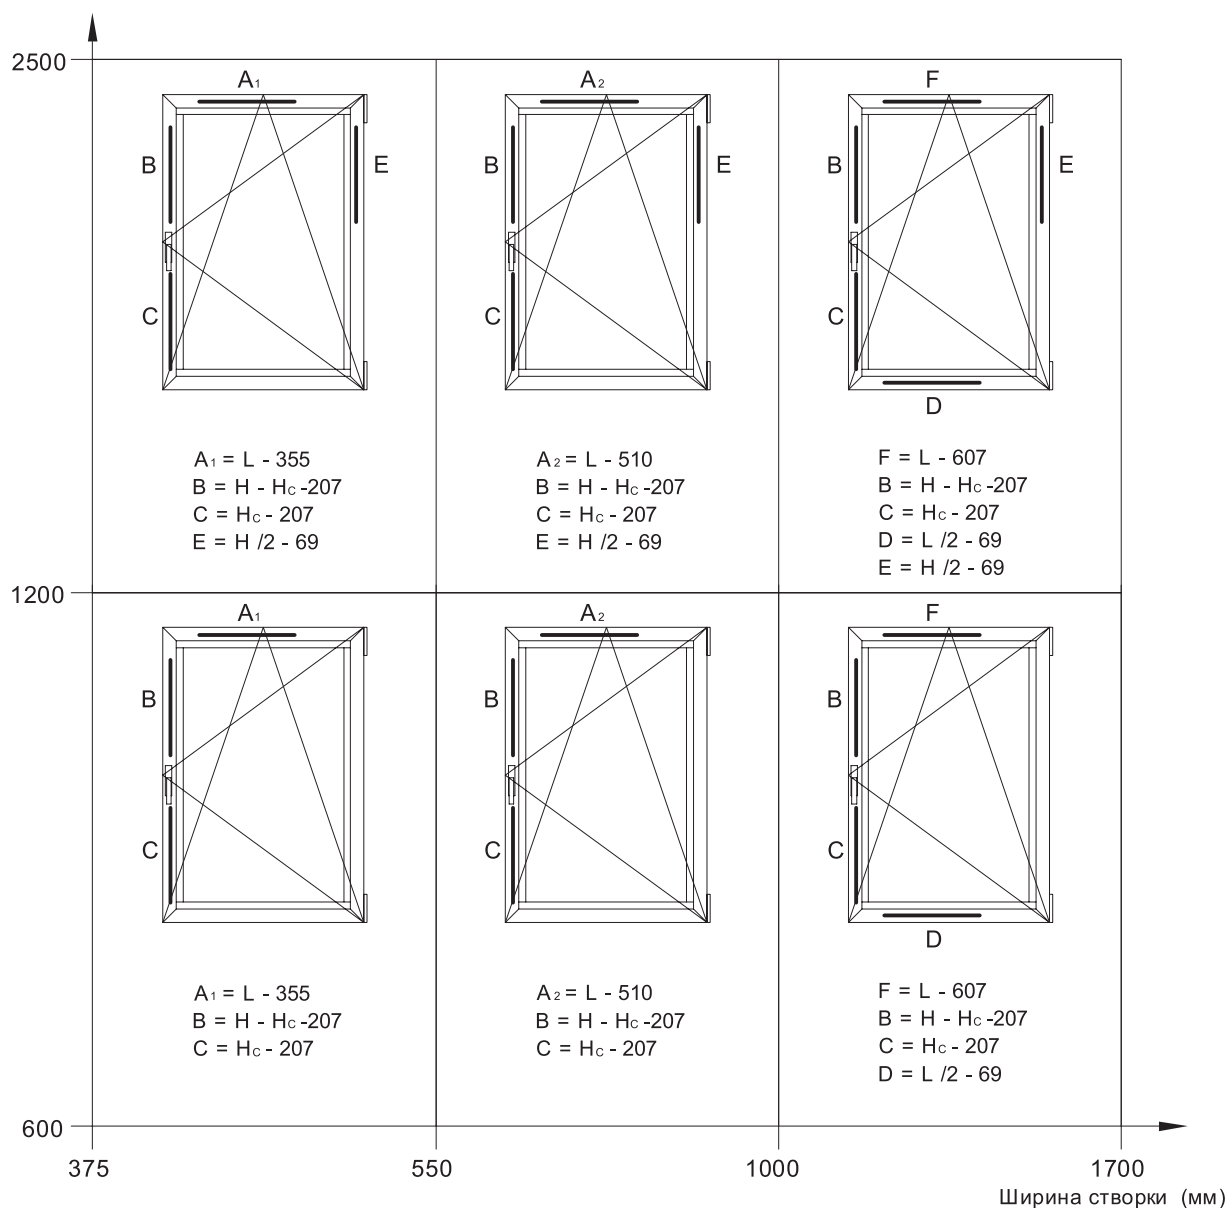 2500
A₁
B
E
C
A₁ = L - 355
B = H - Hc -207
C = Hc - 207
E = H /2 - 69
A₂
B
E
C
A₂ = L - 510
B = H - Hc -207
C = Hc - 207
E = H /2 - 69
F
B
E
C
D
F = L - 607
B = H - Hc -207
C = Hc - 207
D = L /2 - 69
E = H /2 - 69
1200
A₁
B
C
A₁ = L - 355
B = H - Hc -207
C = Hc - 207
A₂
B
C
A₂ = L - 510
B = H - Hc -207
C = Hc - 207
F
B
C
D
F = L - 607
B = H - Hc -207
C = Hc - 207
D = L /2 - 69
600
375
550
1000
1700
Ширина створки (мм)